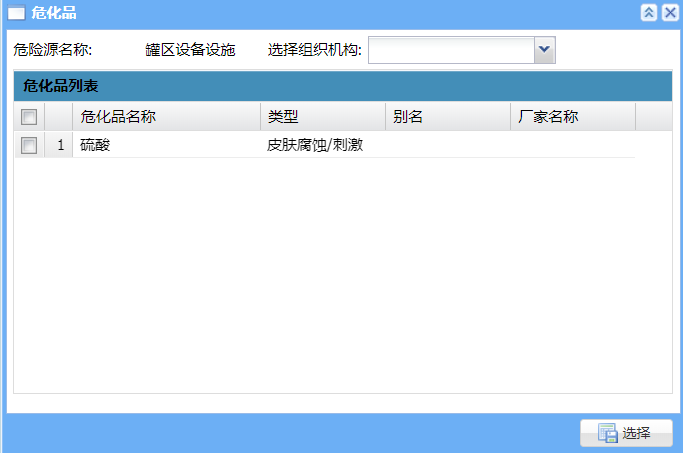 危化品
危险源名称: 罐区设备设施 选择组织机构:
危化品列表
危化品名称 类型 别名 厂家名称
1 硫酸 皮肤腐蚀/刺激
选择